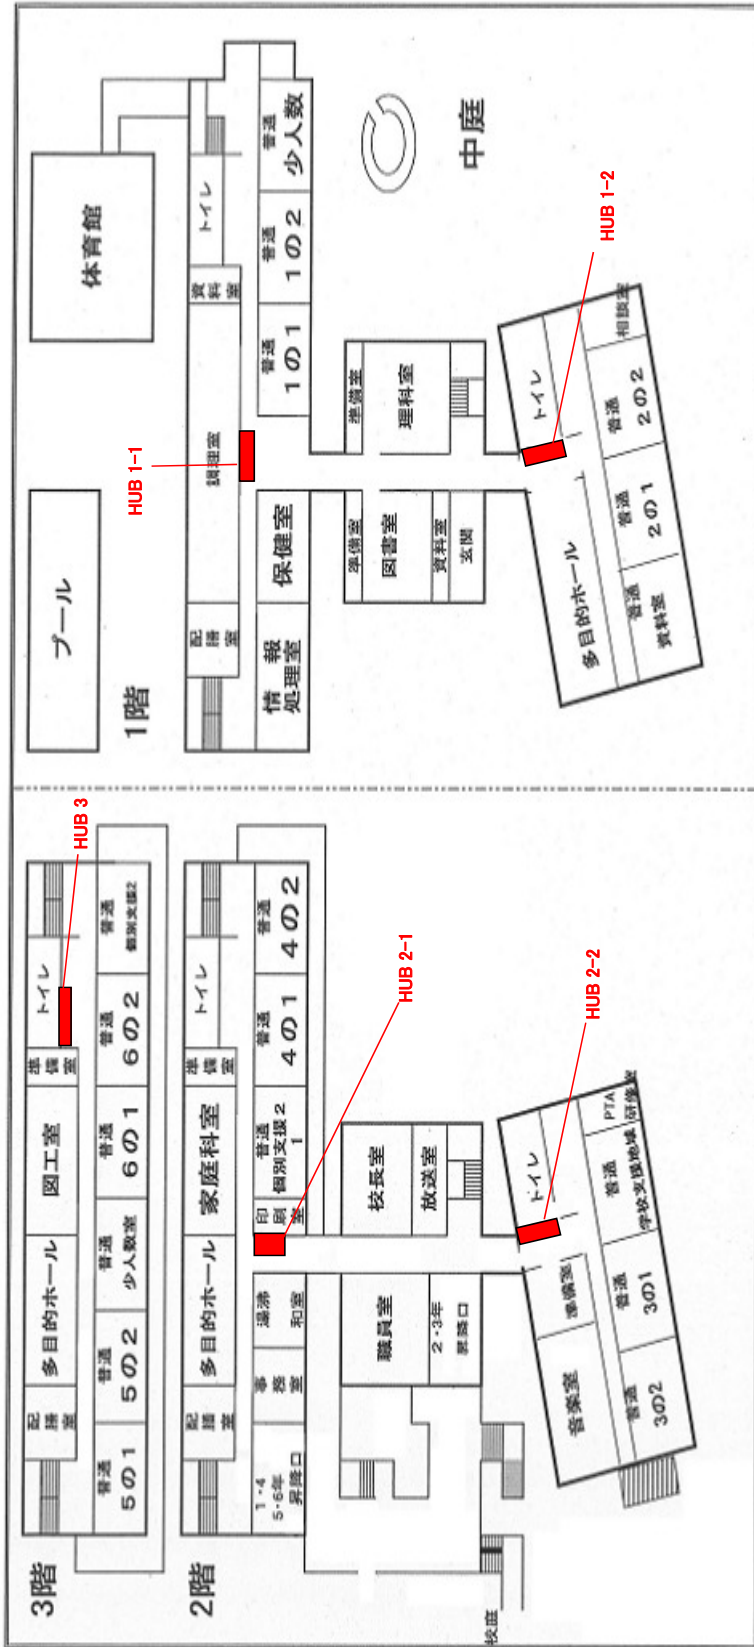 3階
配膳室
多目的ホール
図工室
準備室
トイレ
HUB 3
普通
5の1
普通
5の2
普通
少人数室
普通
6の1
普通
6の2
普通
個別支援2
2階
配膳室
多目的ホール
家庭科室
準備室
トイレ
1・4
5・6年
昇降口
事務室
湯沸
和室
印刷室
普通
個別支援2
1
普通
4の1
普通
4の2
HUB 2-1
職員室
2・3年
昇降口
校長室
放送室
校庭
音楽室
準備室
トイレ
HUB 2-2
普通
3の2
普通
3の1
普通
学校支援地域
PTA
研修室
プール
体育館
1階
配膳室
調理室
資料室
トイレ
HUB 1-1
情報
処理室
保健室
普通
1の1
普通
1の2
普通
少人数
準備室
図書室
資料室
玄関
準備室
理科室
中庭
多目的ホール
トイレ
HUB 1-2
普通
資料室
普通
2の1
普通
2の2
相談室